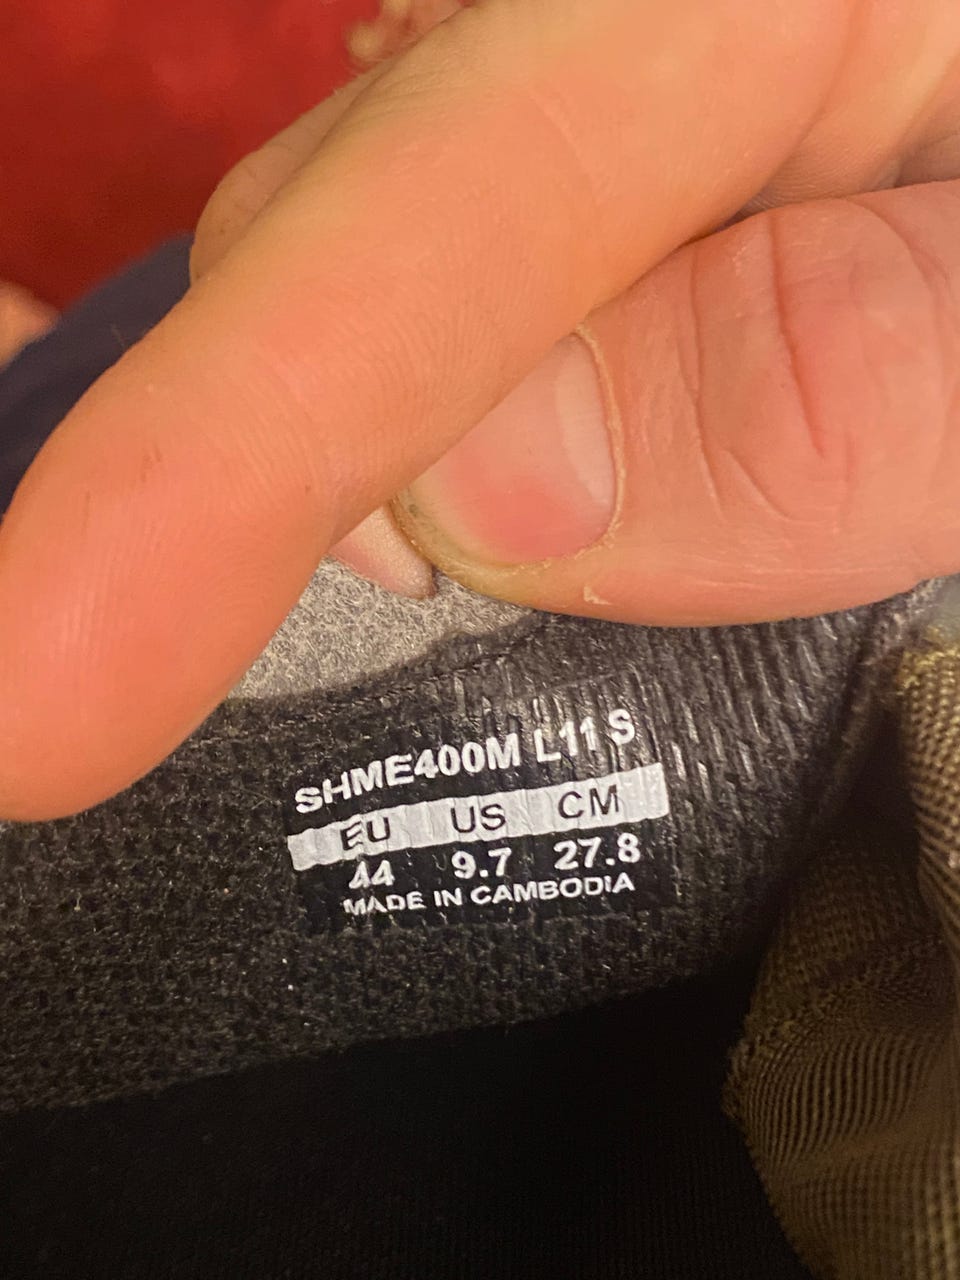 SHME400M L11 S
EU US CM
44 9.7 27.8
MADE IN CAMBODIA